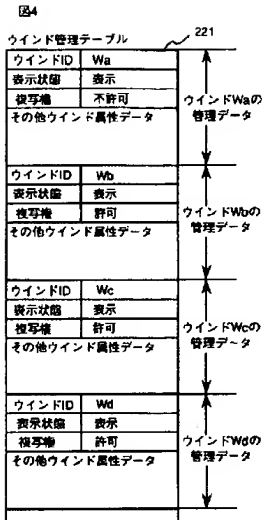 図4
ウインド管理テーブル
221
ウインドID Wa
表示状態 表示
複写権 不許可
その他ウインド属性データ
ウインドWaの
管理データ
ウインドID Wb
表示状態 表示
複写権 許可
その他ウインド属性データ
ウインドWbの
管理データ
ウインドID Wc
表示状態 表示
複写権 許可
その他ウインド属性データ
ウインドWcの
管理データ
ウインドID Wd
表示状態 表示
複写権 許可
その他ウインド属性データ
ウインドWdの
管理データ